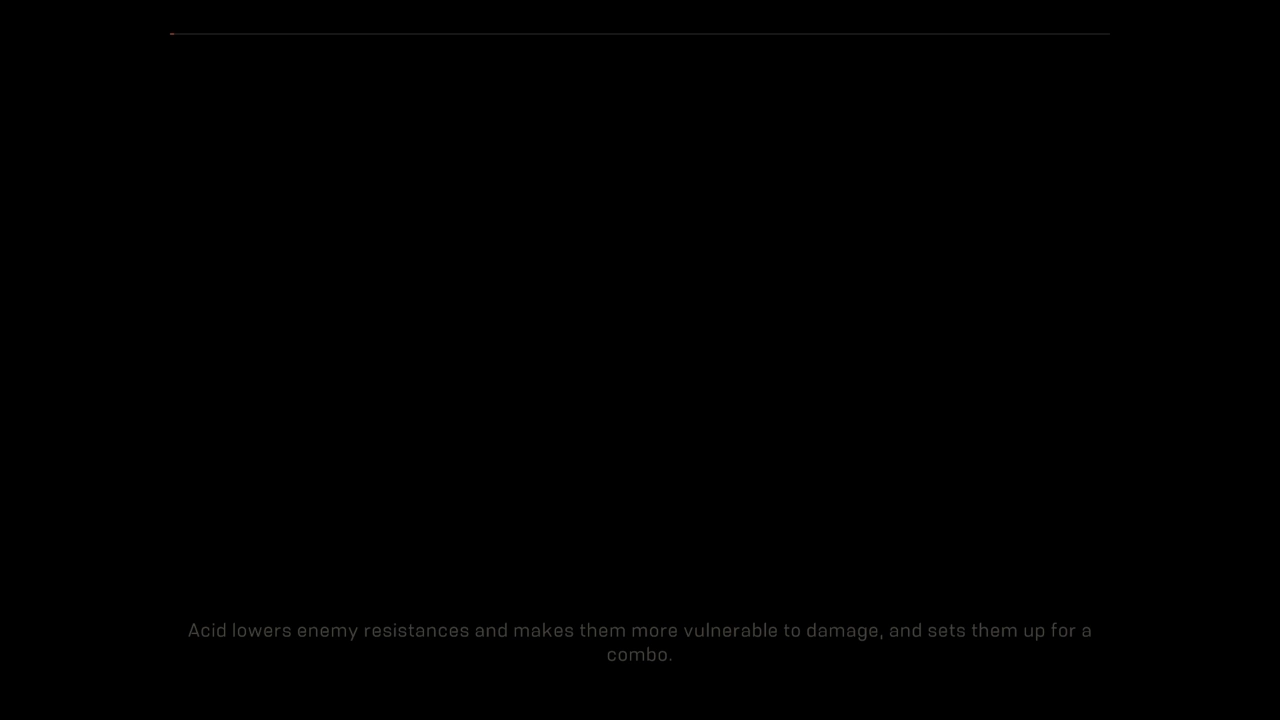 Acid lowers enemy resistances and makes them more vulnerable to damage, and sets them up for a
combo.